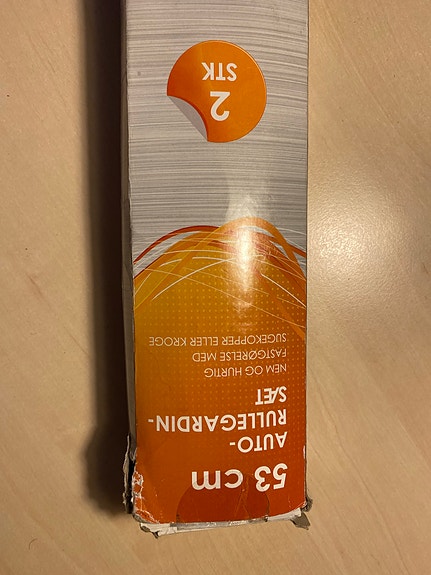 53 cm
AUTO-
RULLEGARDIN-
SÆT
NEM OG HURTIG
FASTGØRELSE MED
SUGEKOPPER ELLER KROGE
2
STK